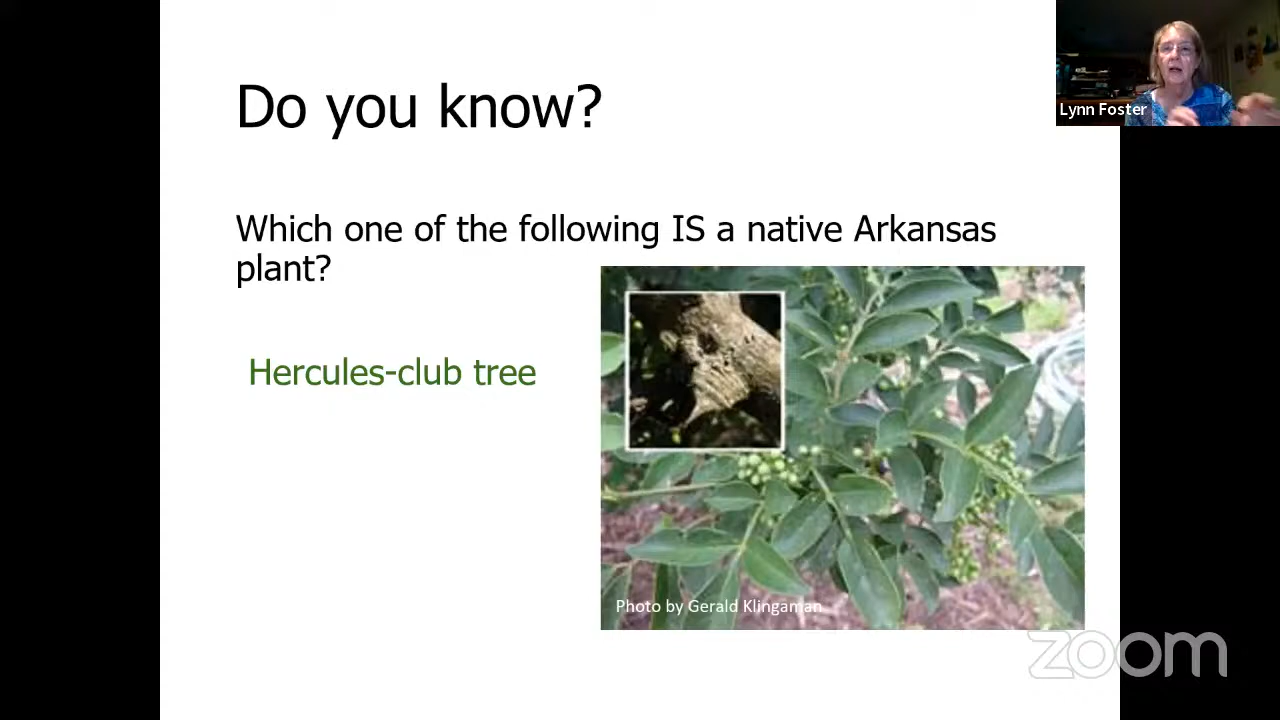 Do you know?
Lynn Foster
Which one of the following IS a native Arkansas
plant?
Hercules-club tree
Photo by Gerald Klingaman
zoom